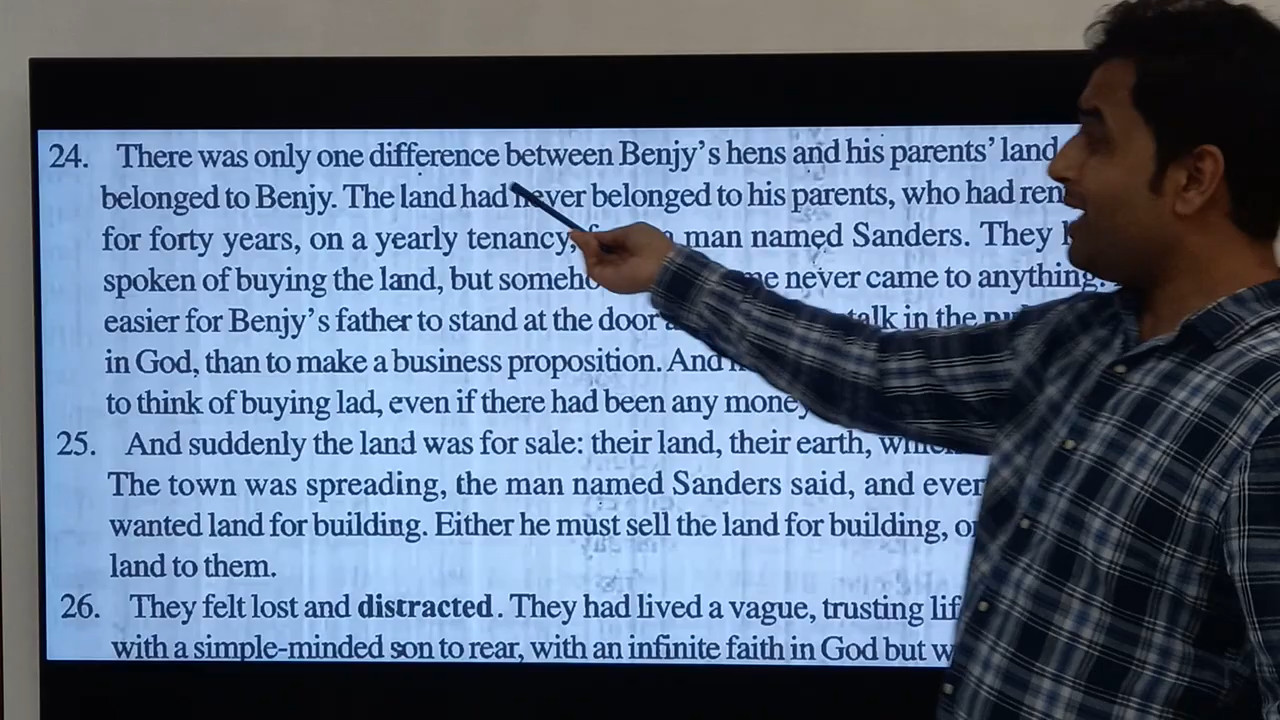 24. There was only one difference between Benjy's hens and his parents' land
belonged to Benjy. The land had never belonged to his parents, who had
for forty years, on a yearly tenancy, man named Sanders. They
spoken of buying the land, but never came to anything.
easier for Benjy's father to stand at the door talk in the
in God, than to make a business proposition. And
to think of buying lad, even if there had been any money
25. And suddenly the land was for sale: their land, their earth,
The town was spreading, the man named Sanders said, and
wanted land for building. Either he must sell the land for building,
land to them.
26. They felt lost and distracted. They had lived a vague, trusting
with a simple-minded son to rear, with an infinite faith in God but